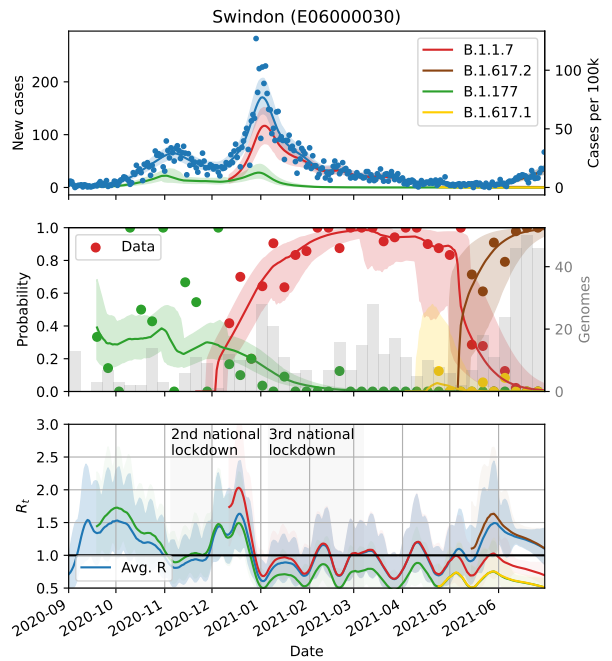 Swindon (E06000030)
New cases
200
100
0
B.1.1.7
B.1.617.2
B.1.177
B.1.617.1
100
50
0
Cases per 100k
Probability
1.0
0.8
0.6
0.4
0.2
0.0
Data
40
20
0
Genomes
R_t
3.0
2.5
2.0
1.5
1.0
0.5
2nd national
lockdown
3rd national
lockdown
Avg. R
2020-09
2020-10
2020-11
2020-12
2021-01
2021-02
2021-03
2021-04
2021-05
2021-06
Date